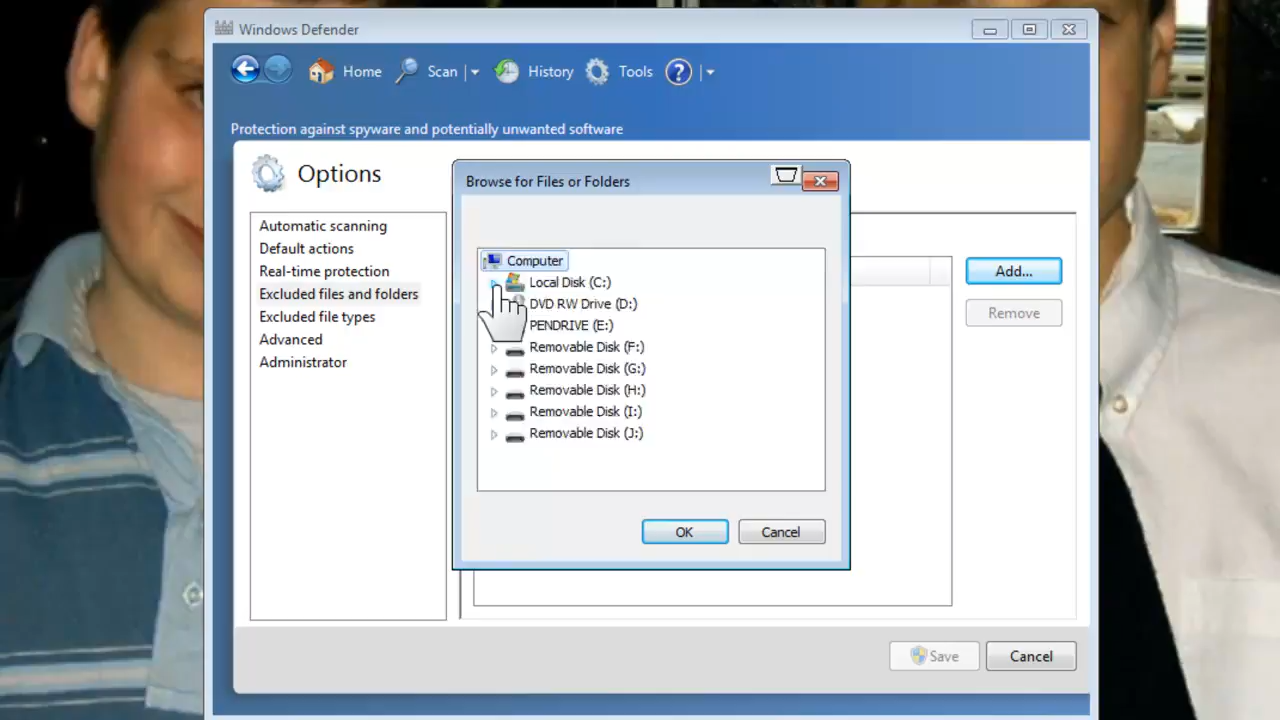 Windows Defender
Home
Scan
History
Tools
?
Protection against spyware and potentially unwanted software
Options
Automatic scanning
Default actions
Real-time protection
Excluded files and folders
Excluded file types
Advanced
Administrator
Browse for Files or Folders
Computer
Local Disk (C:)
DVD RW Drive (D:)
PENDRIVE (E:)
Removable Disk (F:)
Removable Disk (G:)
Removable Disk (H:)
Removable Disk (I:)
Removable Disk (J:)
OK
Cancel
Add...
Remove
Save
Cancel